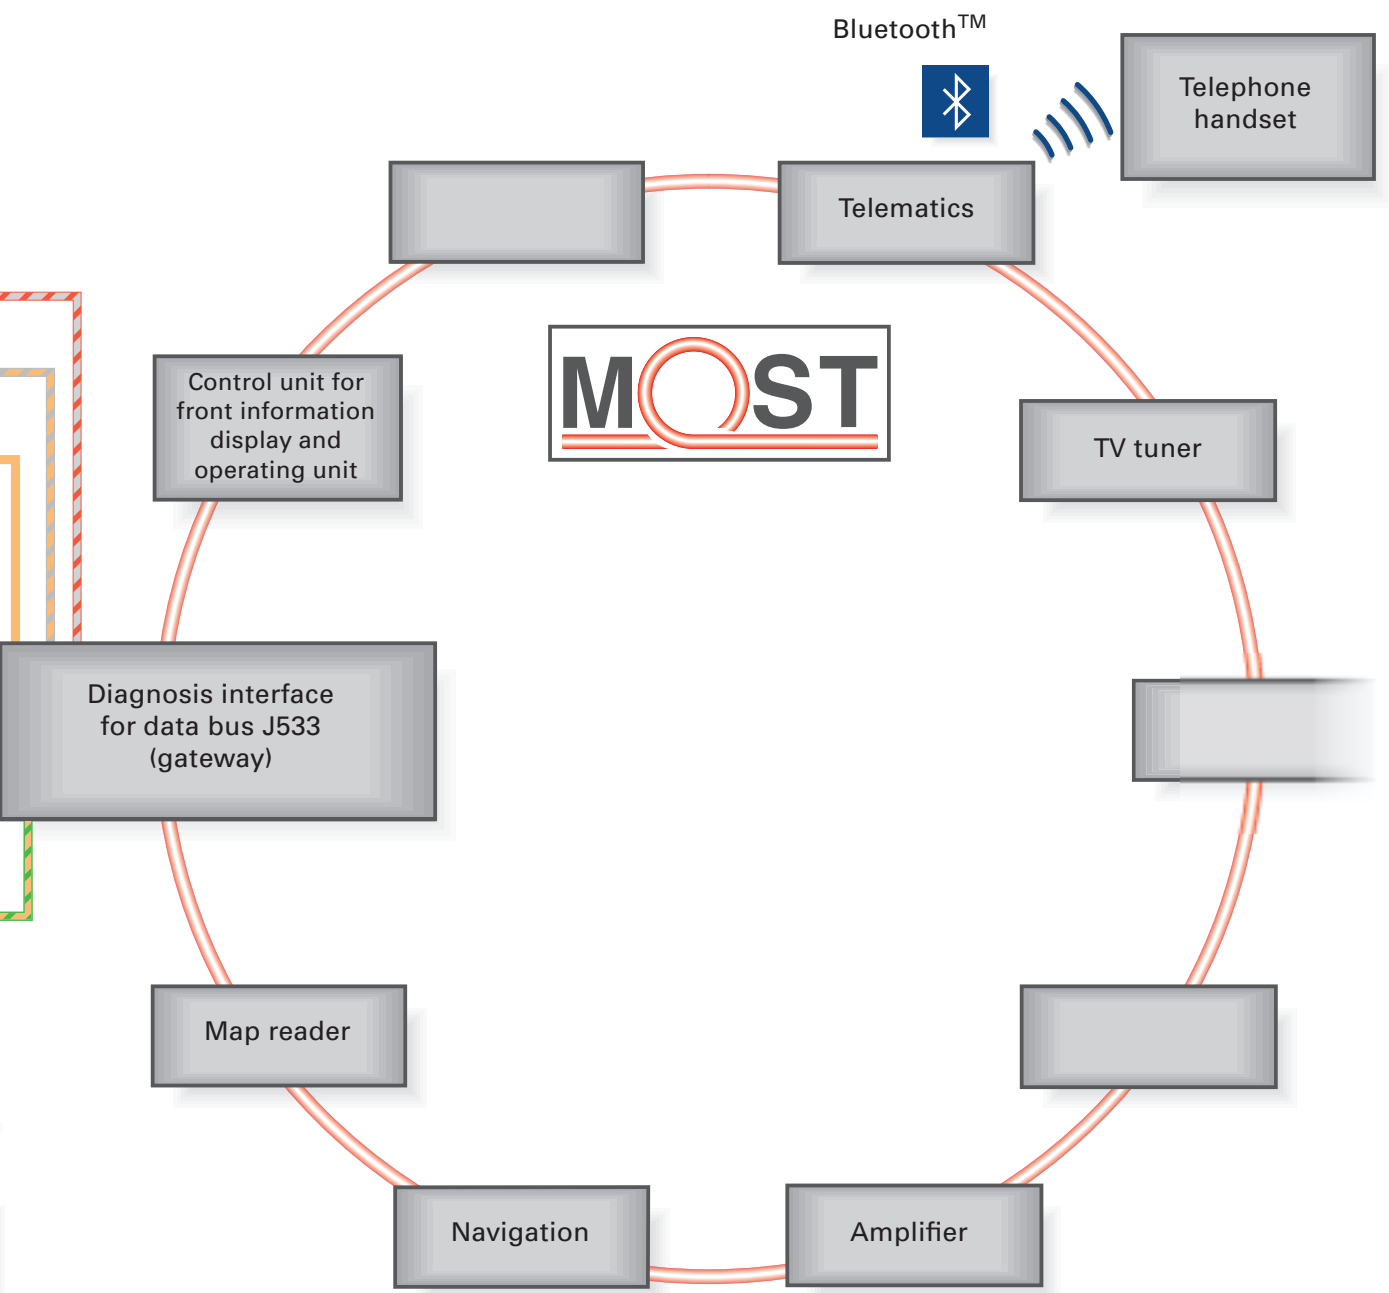 Bluetooth™
Telephone
handset
Telematics
MOST
Control unit for
front information
display and
operating unit
TV tuner
Diagnosis interface
for data bus J533
(gateway)
Map reader
Navigation
Amplifier